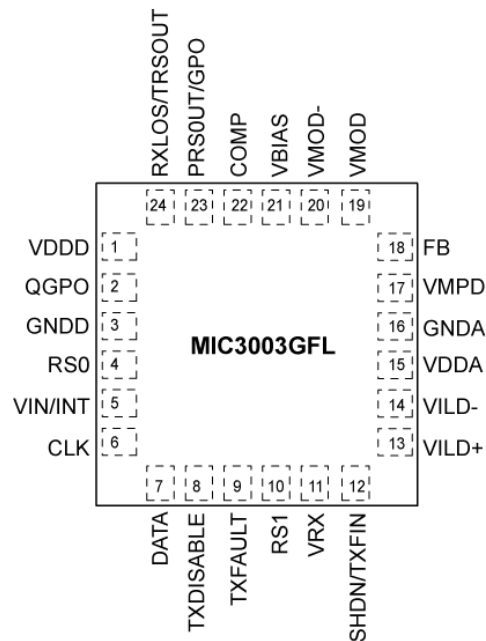 RXLOS/TRSOUT
PRS0UT/GPO
COMP
VBIAS
VMOD-
VMOD
24
23
22
21
20
19
VDDD 1
18 FB
QGPO 2
17 VMPD
GNDD 3
16 GNDA
MIC3003GFL
RS0 4
15 VDDA
VIN/INT 5
14 VILD-
CLK 6
13 VILD+
7
8
9
10
11
12
DATA
TXDISABLE
TXFAULT
RS1
VRX
SHDN/TXFIN